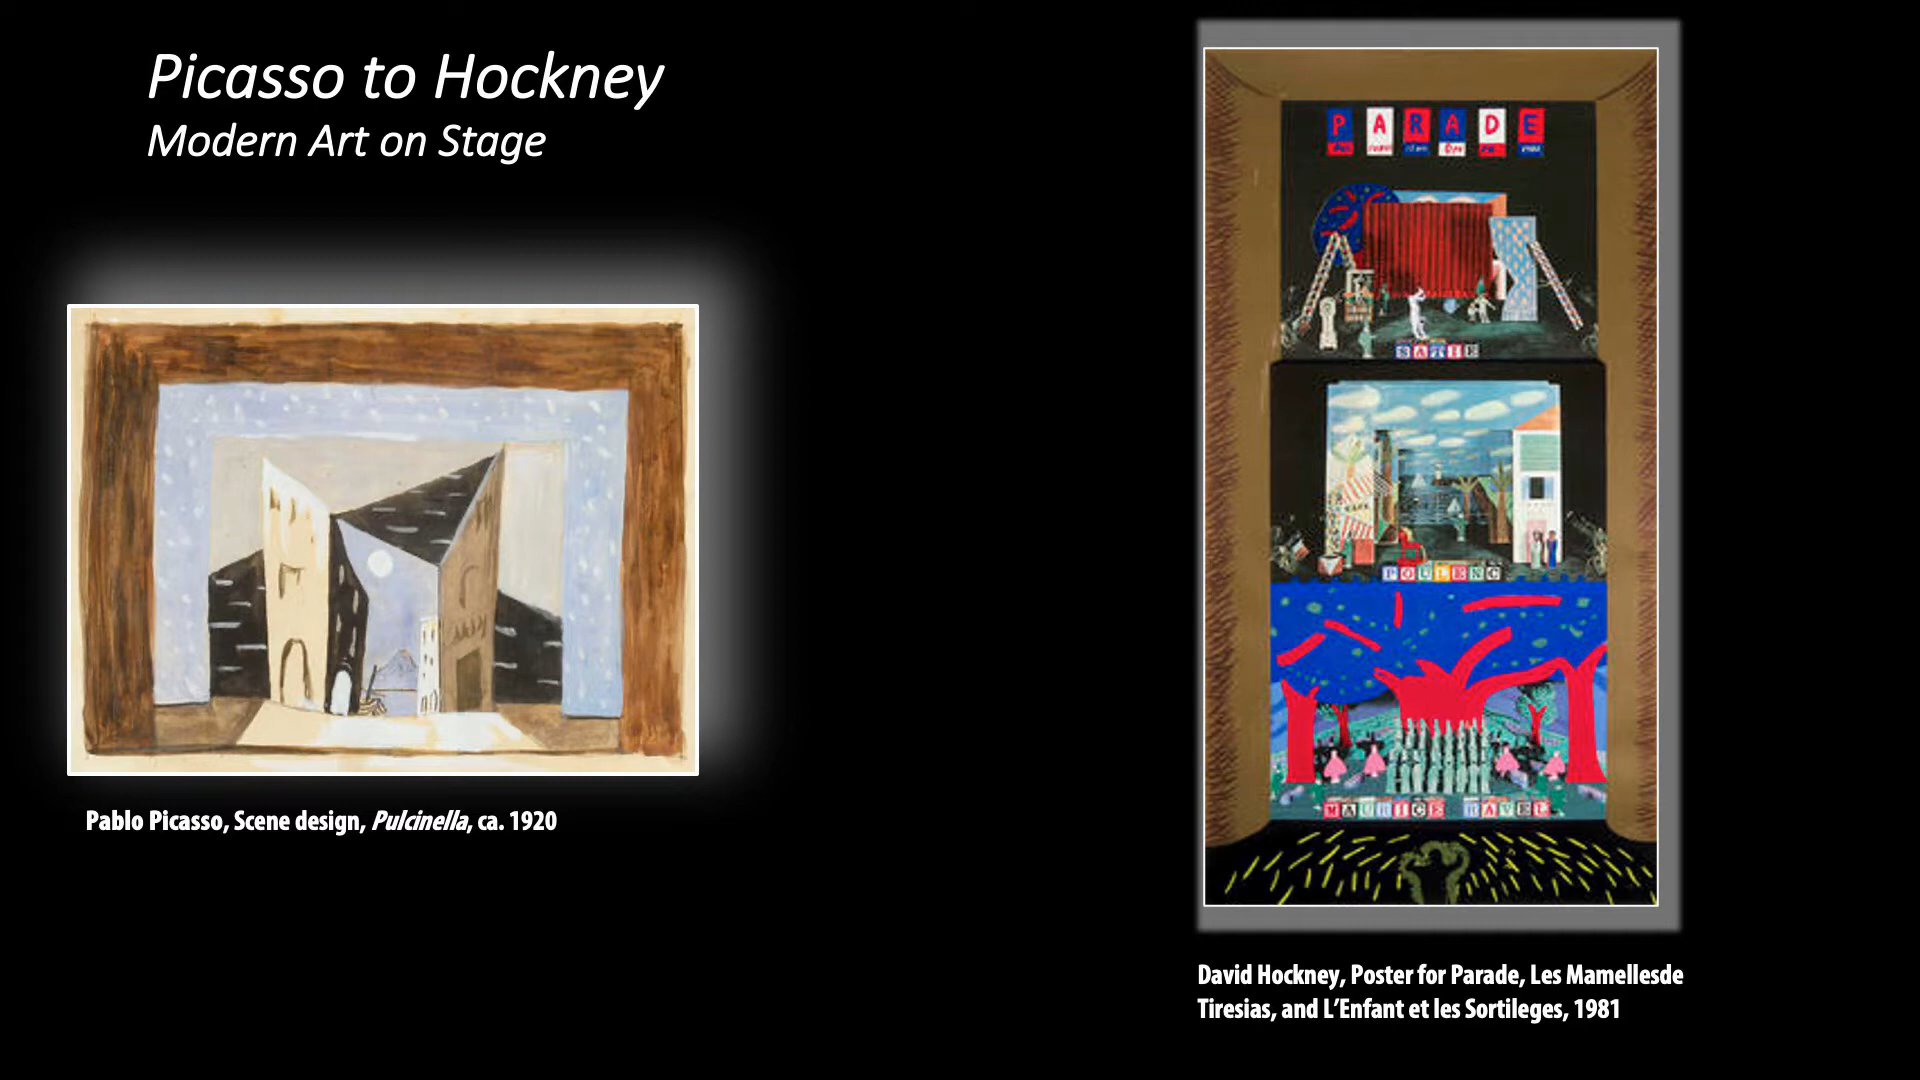 Picasso to Hockney
Modern Art on Stage
PARADE
SATIE
POULENC
MAURICE RAVEL
Pablo Picasso, Scene design, Pulcinella, ca. 1920
David Hockney, Poster for Parade, Les Mamellesde
Tiresias, and L'Enfant et les Sortileges, 1981